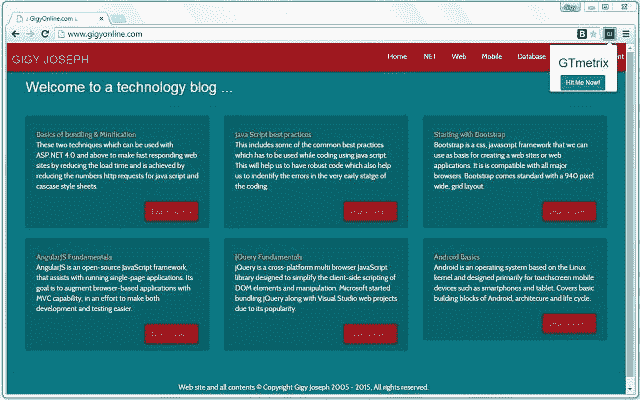 GigyOnline.com :.
Gigy
www.gigyonline.com
B
GI
GIGY JOSEPH
Home .NET Web Mobile Database
GTmetrix
Hit Me Now!
Welcome to a technology blog ...
Basics of bundling & Minification
These two techniques which can be used with
ASP.NET 4.0 and above to make fast responding web
sites by reducing the load time and is achieved by
reducing the numbers http requests for java script and
cascase style sheets.
Java Script best practices
This includes some of the common best practices
which has to be used while coding using java script.
This will help us to have robust code which also help
us to indentify the errors in the very early statge of
the coding.
Starting with Bootstrap
Bootstrap is a css, javascript framework that we can
use as basis for creating a web sites or web
applications. It is is compatible with all major
browsers. Bootstrap comes standard with a 940 pixel
wide, grid layout.
AngularJS Fundamentals
AngularJS is an open-source JavaScript framework,
that assists with running single-page applications. Its
goal is to augment browser-based applications with
MVC capability, in an effort to make both
development and testing easier.
jQuery Fundamentals
jQuery is a cross-platform multi browser JavaScript
library designed to simplify the client-side scripting of
DOM elements and manipulation. Microsoft started
bundling jQuery along with Visual Studio web projects
due to its popularity.
Android Basics
Android is an operating system based on the Linux
kernel and designed primarily for touchscreen mobile
devices such as smartphones and tablet. Covers basic
building blocks of Android, architecure and life cycle.
Web site and all contents © Copyright Gigy Joseph 2005 - 2015, All rights reserved.